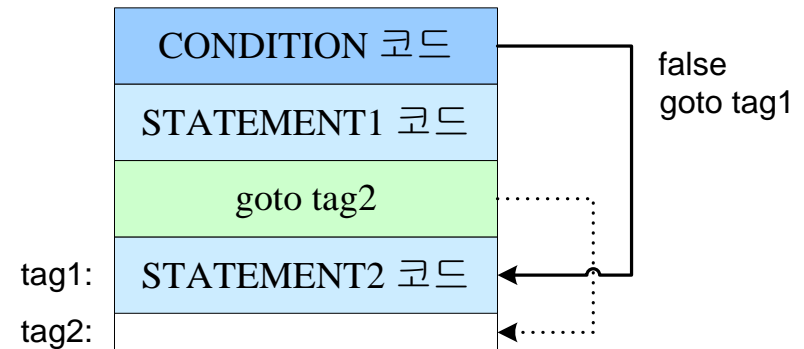 CONDITION 코드
false
goto tag1
STATEMENT1 코드
goto tag2
tag1:
STATEMENT2 코드
tag2: